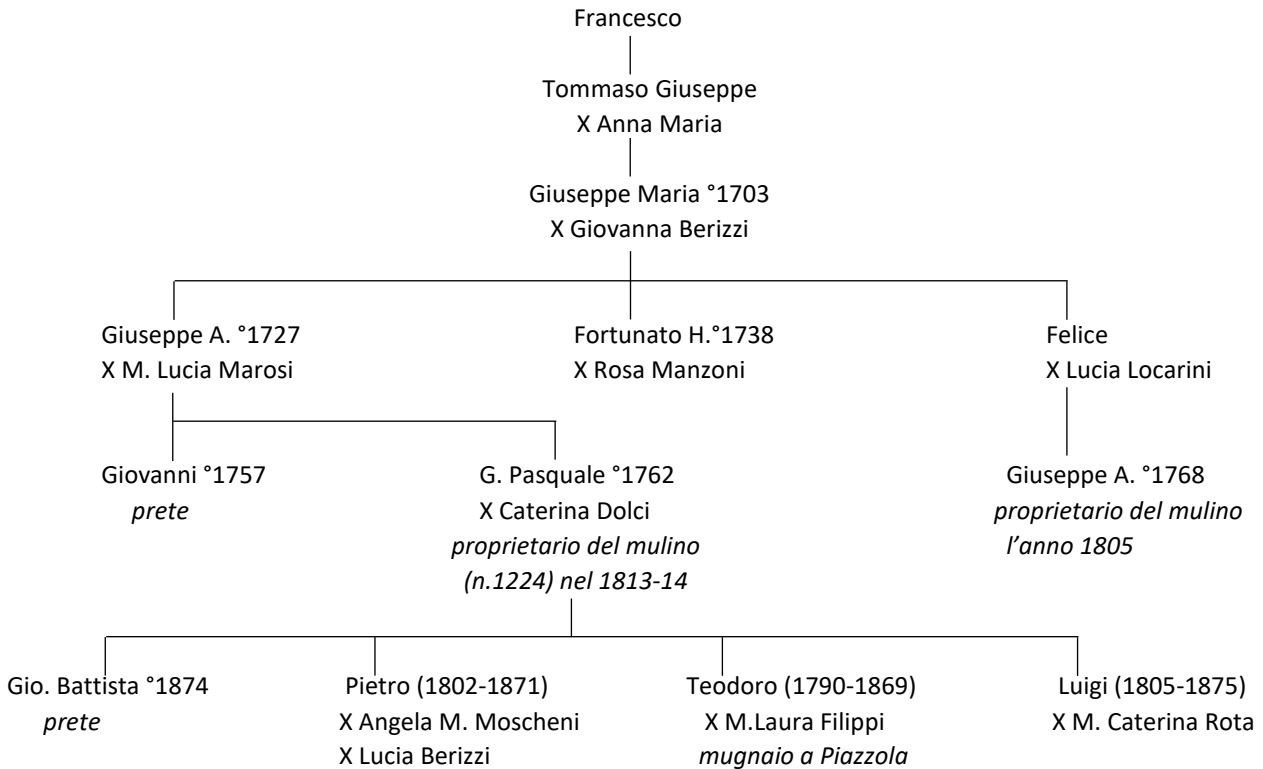 Francesco
Tommaso Giuseppe
X Anna Maria
Giuseppe Maria °1703
X Giovanna Berizzi
Giuseppe A. °1727
X M. Lucia Marosi
Fortunato H.°1738
X Rosa Manzoni
Felice
X Lucia Locarini
Giovanni °1757
prete
G. Pasquale °1762
X Caterina Dolci
proprietario del mulino
(n.1224) nel 1813-14
Giuseppe A. °1768
proprietario del mulino
l’anno 1805
Gio. Battista °1874
prete
Pietro (1802-1871)
X Angela M. Moscheni
X Lucia Berizzi
Teodoro (1790-1869)
X M.Laura Filippi
mugnaio a Piazzola
Luigi (1805-1875)
X M. Caterina Rota